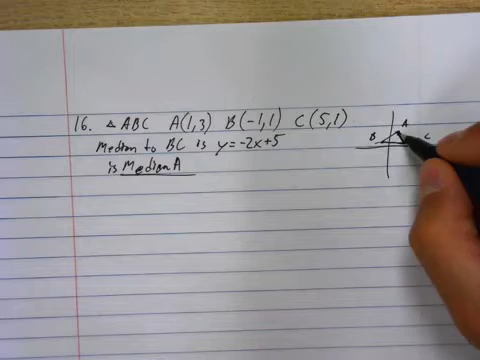 16. △ ABC A(1,3) B(-1,1) C(5,1)
Median to BC is y=-2x+5
is Median A
A
B
C